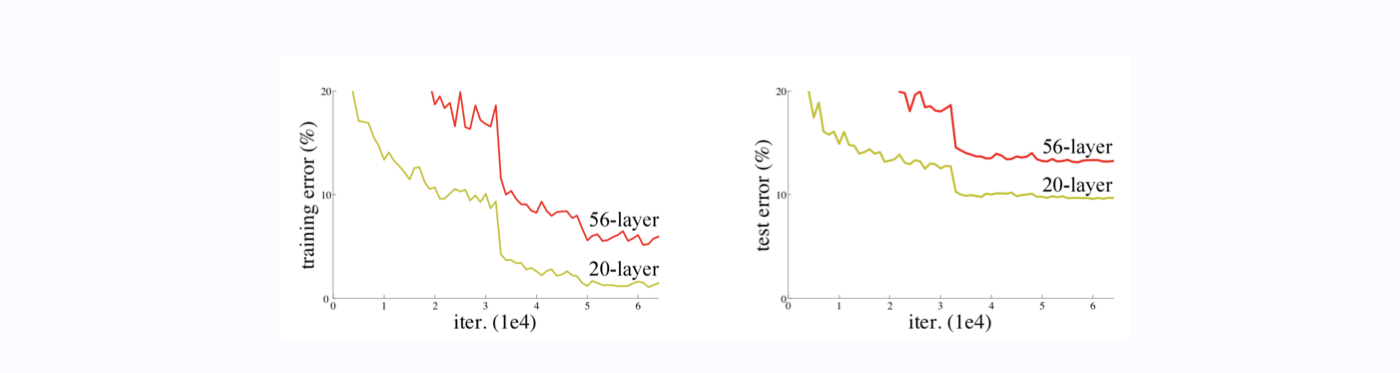 20
10
0
training error (%)
56-layer
20-layer
0 1 2 3 4 5 6
iter. (1e4)
20
10
0
test error (%)
56-layer
20-layer
0 1 2 3 4 5 6
iter. (1e4)